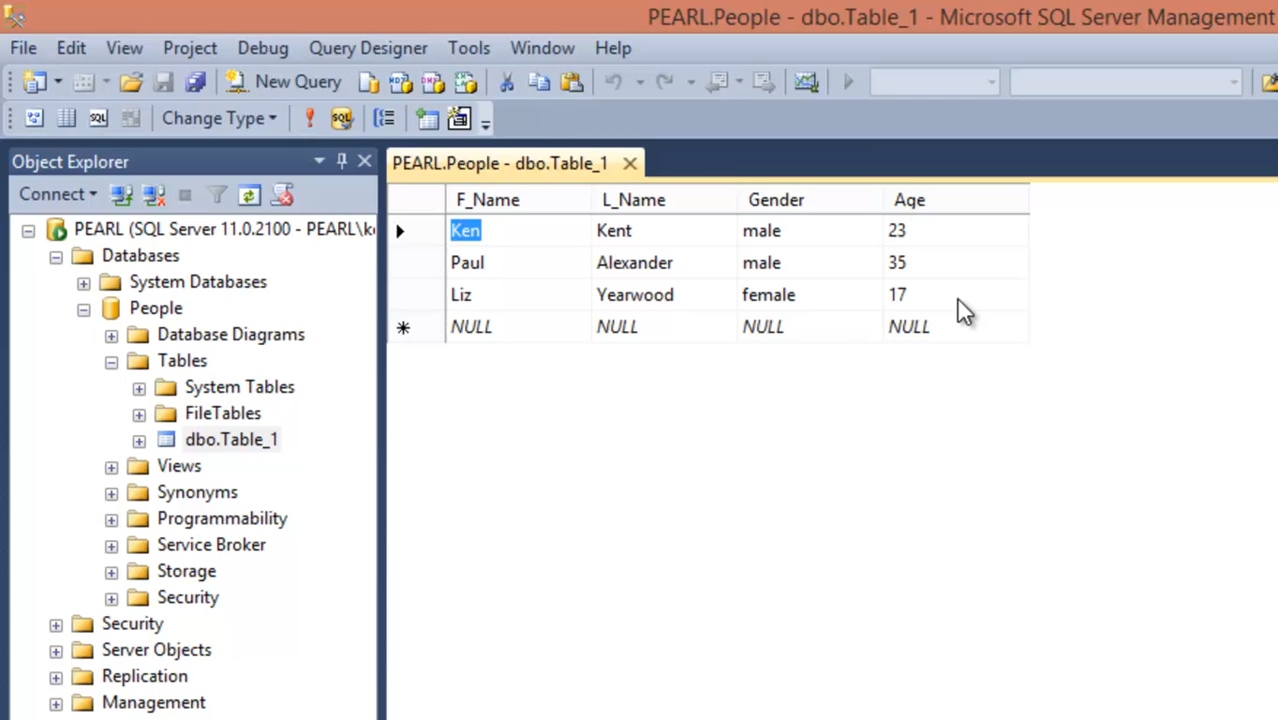 PEARL.People - dbo.Table_1 - Microsoft SQL Server Management
File Edit View Project Debug Query Designer Tools Window Help
New Query
Change Type
Object Explorer
Connect
PEARL (SQL Server 11.0.2100 - PEARL\k
Databases
System Databases
People
Database Diagrams
Tables
System Tables
FileTables
dbo.Table_1
Views
Synonyms
Programmability
Service Broker
Storage
Security
Security
Server Objects
Replication
Management
PEARL.People - dbo.Table_1
F_Name L_Name Gender Age
Ken Kent male 23
Paul Alexander male 35
Liz Yearwood female 17
NULL NULL NULL NULL